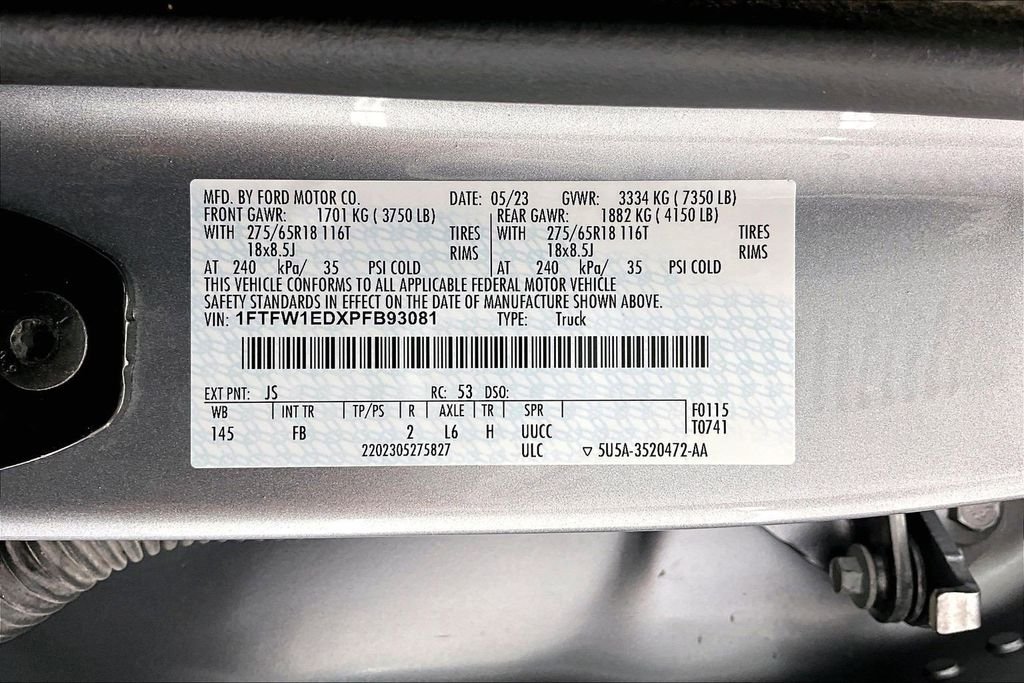 MFD. BY FORD MOTOR CO. DATE: 05/23 GVWR: 3334 KG ( 7350 LB)
FRONT GAWR: 1701 KG ( 3750 LB) REAR GAWR: 1882 KG ( 4150 LB)
WITH 275/65R18 116T TIRES WITH 275/65R18 116T TIRES
18x8.5J RIMS 18x8.5J RIMS
AT 240 kPa/ 35 PSI COLD AT 240 kPa/ 35 PSI COLD
THIS VEHICLE CONFORMS TO ALL APPLICABLE FEDERAL MOTOR VEHICLE
SAFETY STANDARDS IN EFFECT ON THE DATE OF MANUFACTURE SHOWN ABOVE.
VIN: 1FTFW1EDXPFB93081 TYPE: Truck
EXT PNT: JS RC: 53 DSO:
WB INT TR TP/PS R AXLE TR SPR F0115
145 FB 2 L6 H UUCC T0741
2202305275827 ULC ▽ 5U5A-3520472-AA